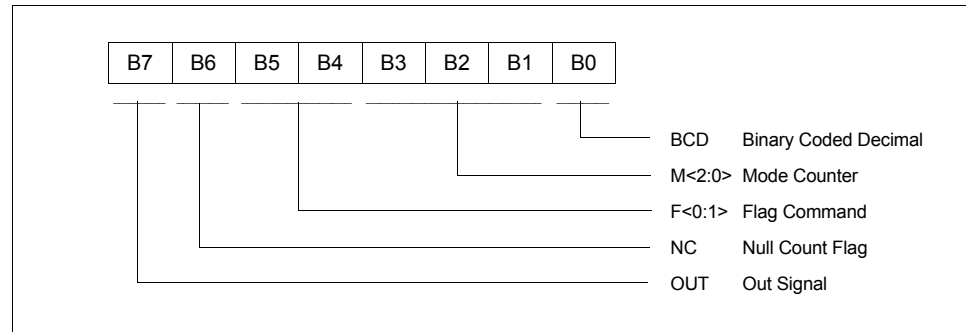 B7 B6 B5 B4 B3 B2 B1 B0
BCD Binary Coded Decimal
M<2:0> Mode Counter
F<0:1> Flag Command
NC Null Count Flag
OUT Out Signal